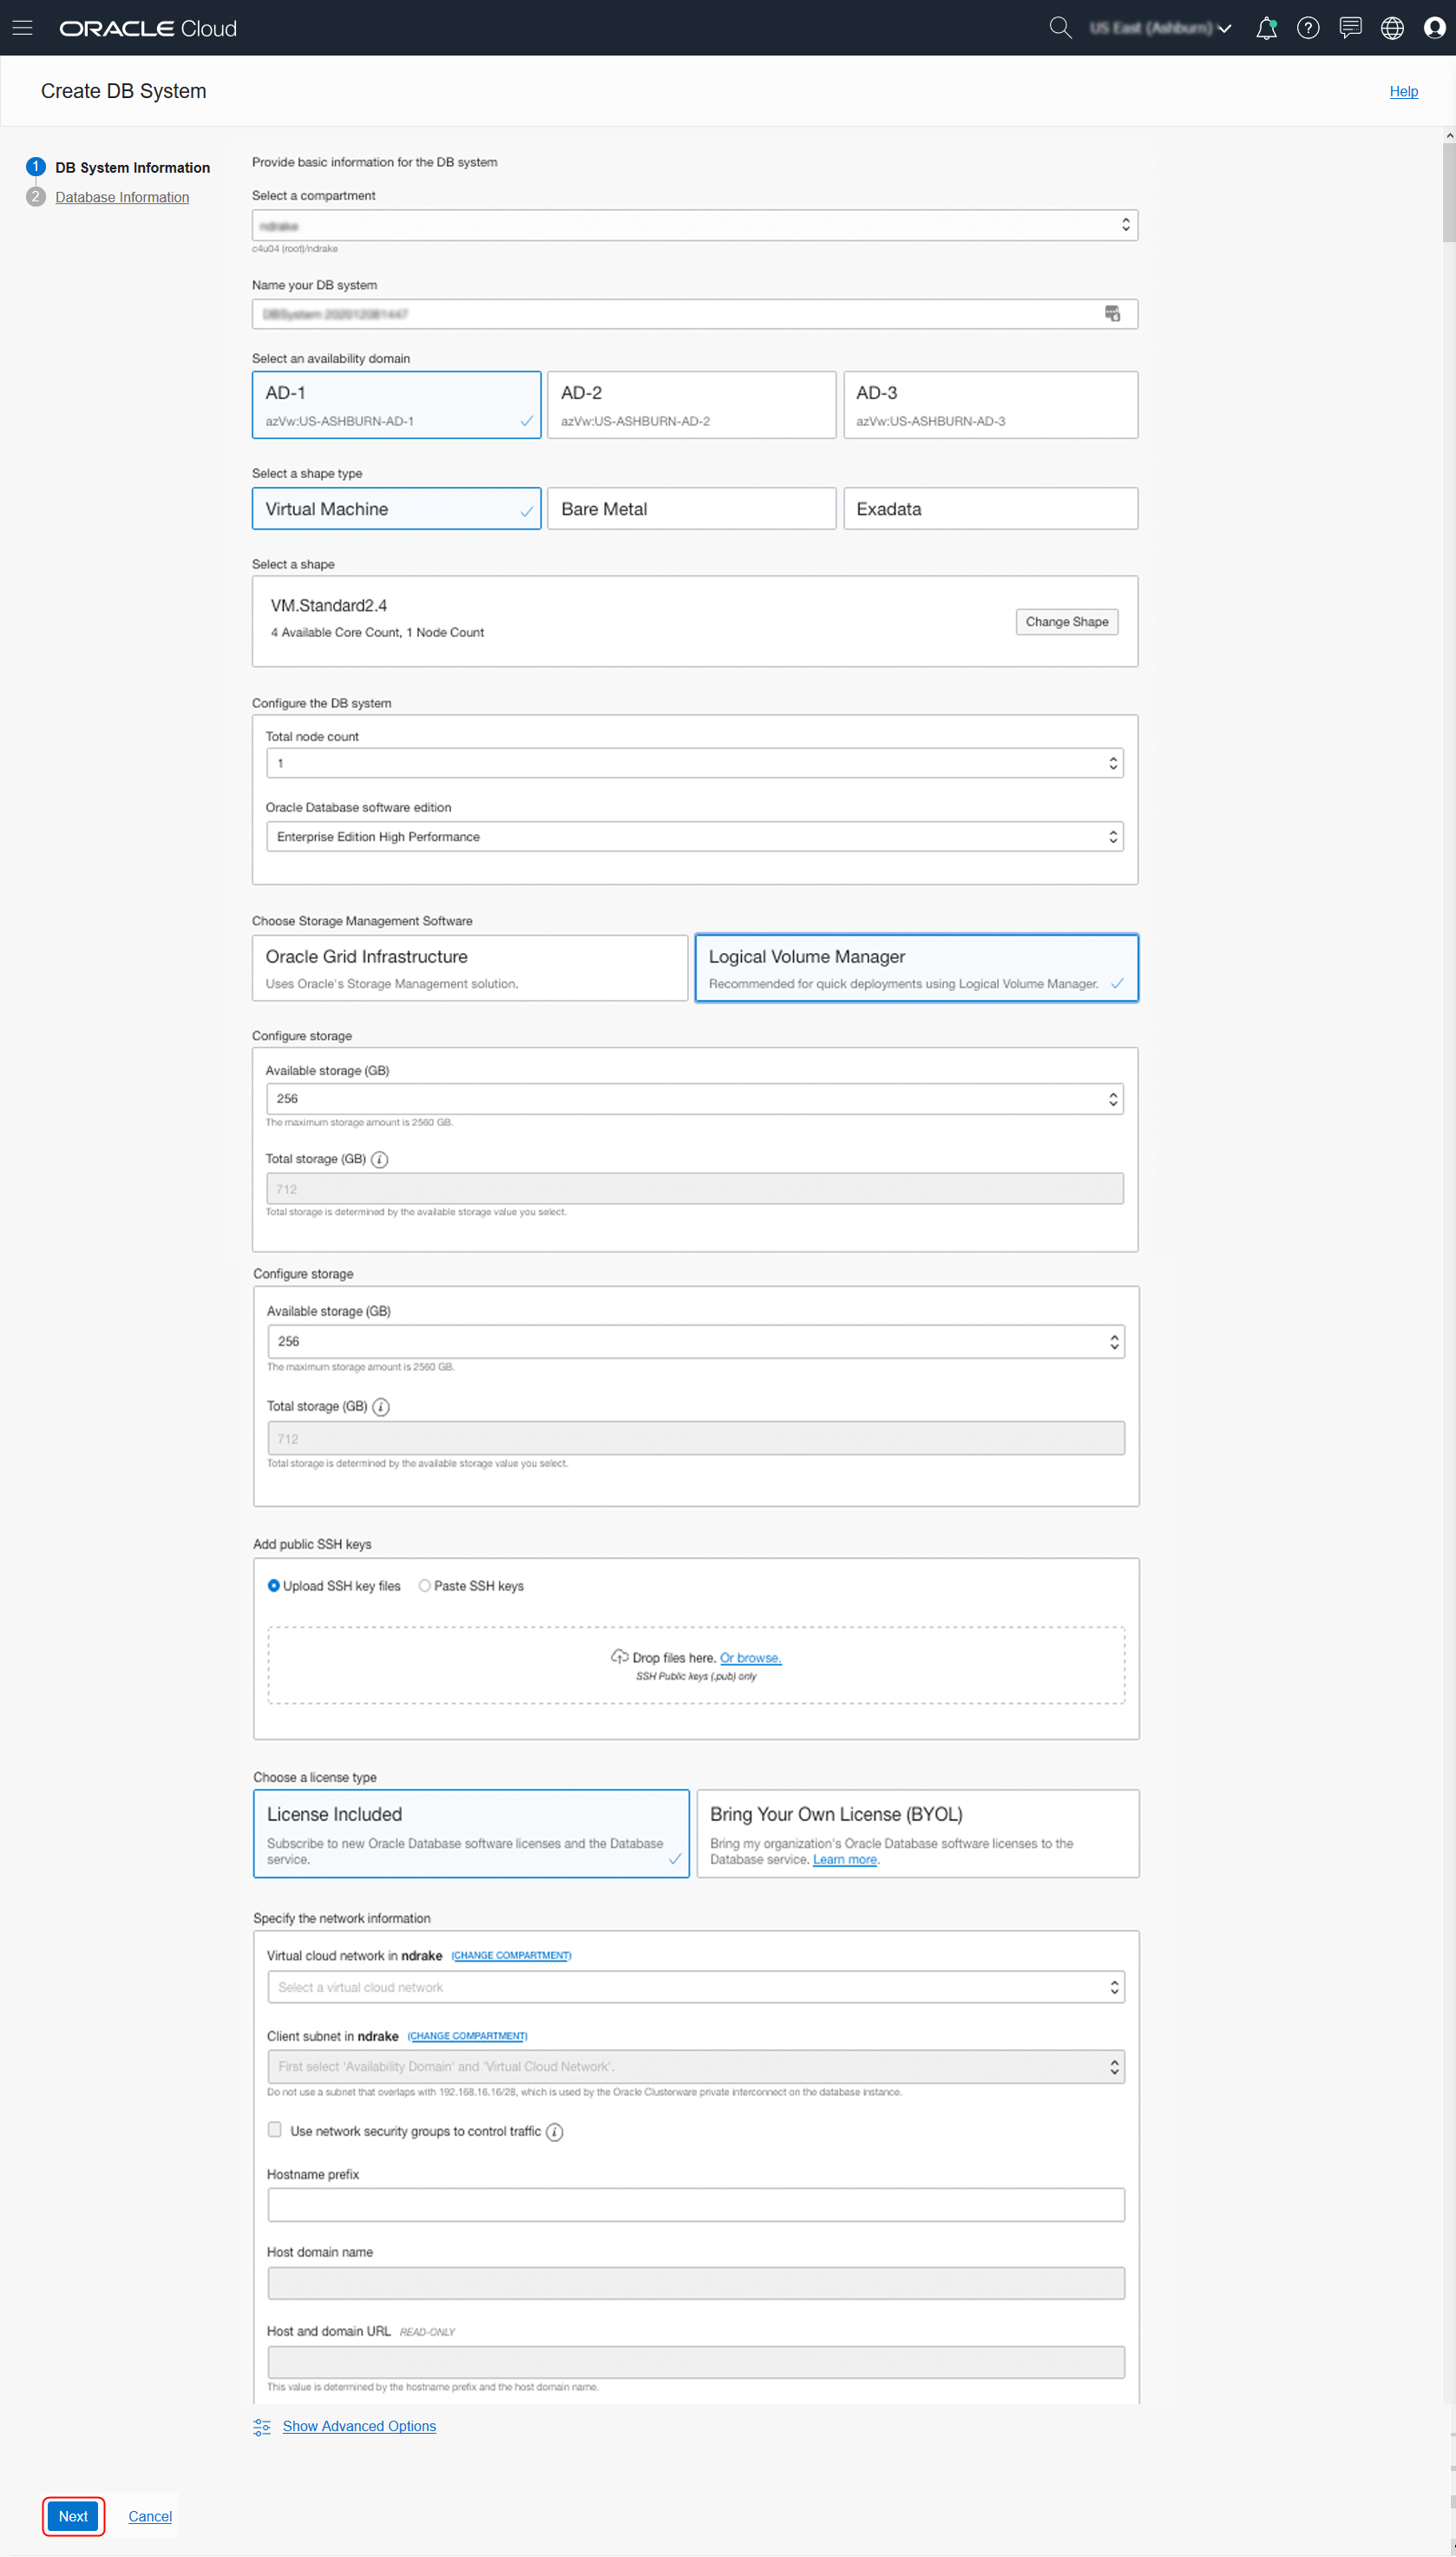 ORACLE Cloud
US East (Ashburn)
Create DB System
Help
1 DB System Information
2 Database Information
Provide basic information for the DB system
Select a compartment
ndrake
c4u04 (root)/ndrake
Name your DB system
DBSystem-202012081447
Select an availability domain
AD-1
azVw:US-ASHBURN-AD-1
AD-2
azVw:US-ASHBURN-AD-2
AD-3
azVw:US-ASHBURN-AD-3
Select a shape type
Virtual Machine
Bare Metal
Exadata
Select a shape
VM.Standard2.4
4 Available Core Count, 1 Node Count
Change Shape
Configure the DB system
Total node count
1
Oracle Database software edition
Enterprise Edition High Performance
Choose Storage Management Software
Oracle Grid Infrastructure
Uses Oracle's Storage Management solution.
Logical Volume Manager
Recommended for quick deployments using Logical Volume Manager.
Configure storage
Available storage (GB)
256
The maximum storage amount is 2560 GB.
Total storage (GB)
712
Total storage is determined by the available storage value you select.
Configure storage
Available storage (GB)
256
The maximum storage amount is 2560 GB.
Total storage (GB)
712
Total storage is determined by the available storage value you select.
Add public SSH keys
Upload SSH key files Paste SSH keys
Drop files here. Or browse.
SSH Public keys (.pub) only
Choose a license type
License Included
Subscribe to new Oracle Database software licenses and the Database
service.
Bring Your Own License (BYOL)
Bring my organization's Oracle Database software licenses to the
Database service. Learn more.
Specify the network information
Virtual cloud network in ndrake (CHANGE COMPARTMENT)
Select a virtual cloud network
Client subnet in ndrake (CHANGE COMPARTMENT)
First select 'Availability Domain' and 'Virtual Cloud Network'.
Do not use a subnet that overlaps with 192.168.16.16/28, which is used by the Oracle Clusterware private interconnect on the database instance.
Use network security groups to control traffic
Hostname prefix
Host domain name
Host and domain URL READ-ONLY
This value is determined by the hostname prefix and the host domain name.
Show Advanced Options
Next Cancel